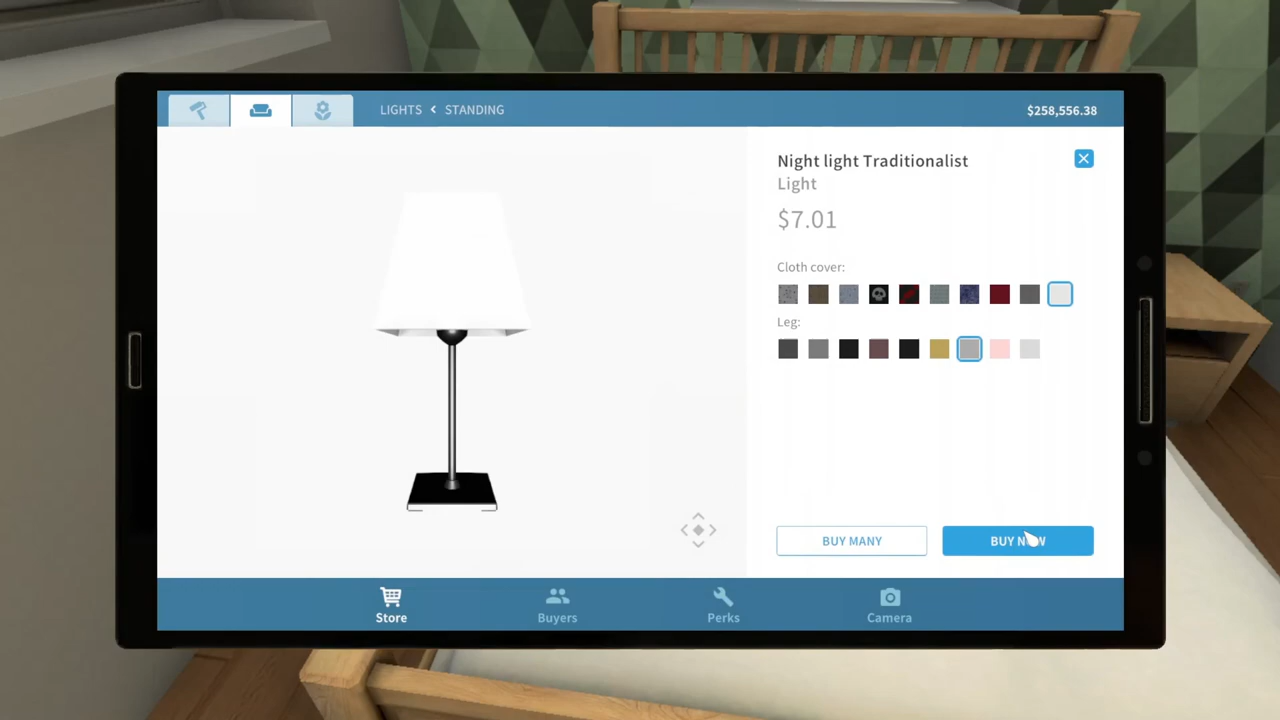 LIGHTS < STANDING
$258,556.38
Night light Traditionalist
Light
$7.01
Cloth cover:
Leg:
BUY MANY
BUY NOW
Store
Buyers
Perks
Camera